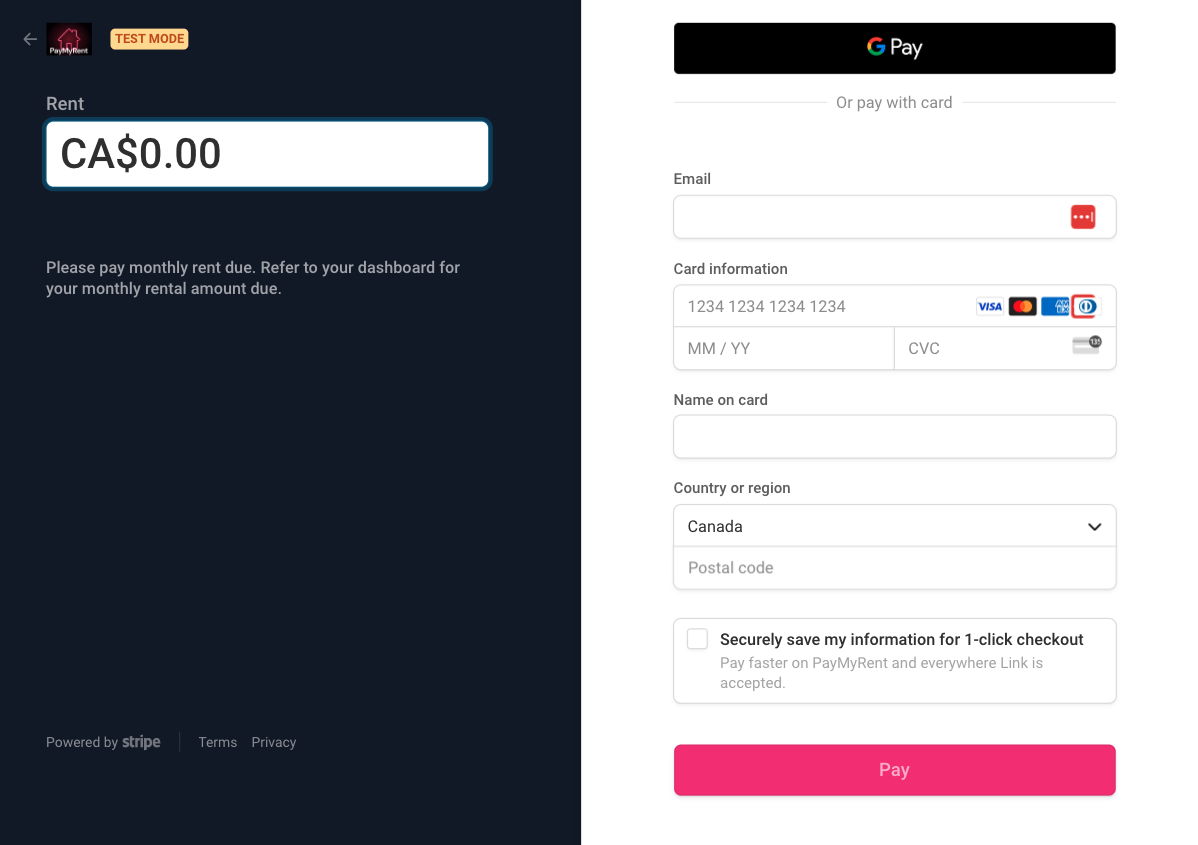 PayMyRent
TEST MODE
Rent
CA$0.00
Please pay monthly rent due. Refer to your dashboard for
your monthly rental amount due.
Powered by stripe
Terms
Privacy
G Pay
Or pay with card
Email
Card information
1234 1234 1234 1234
VISA
AMEX
MM / YY
CVC
135
Name on card
Country or region
Canada
Postal code
Securely save my information for 1-click checkout
Pay faster on PayMyRent and everywhere Link is
accepted.
Pay